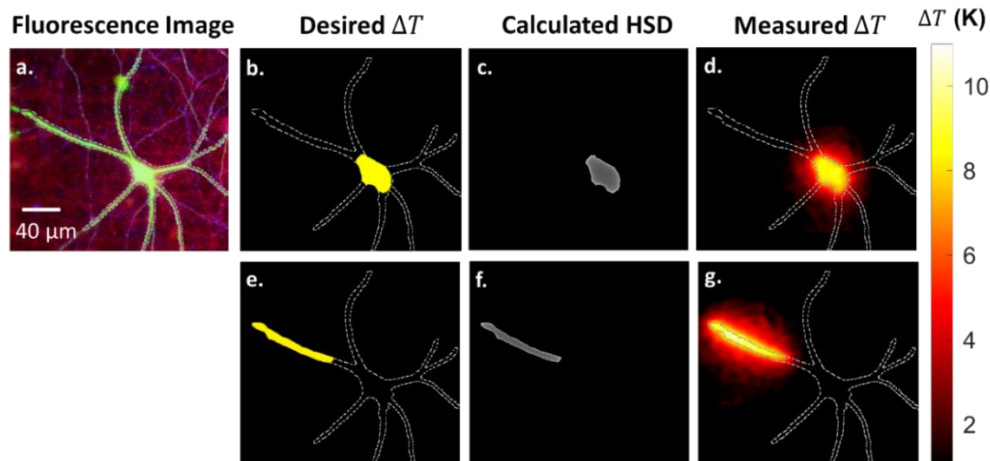 Fluorescence Image Desired ΔT Calculated HSD Measured ΔT ΔT (K)
a. b. c. d.
40 μm
e. f. g.
10
8
6
4
2